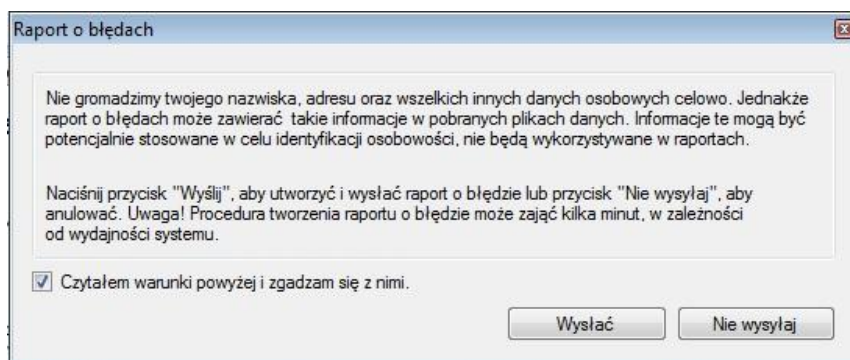 Raport o błędach
Nie gromadzimy twojego nazwiska, adresu oraz wszelkich innych danych osobowych celowo. Jednakże
raport o błędach może zawierać takie informacje w pobranych plikach danych. Informacje te mogą być
potencjalnie stosowane w celu identyfikacji osobowości, nie będą wykorzystywane w raportach.
Naciśnij przycisk "Wyślij", aby utworzyć i wysłać raport o błędzie lub przycisk "Nie wysyłaj", aby
anulować. Uwaga! Procedura tworzenia raportu o błędzie może zająć kilka minut, w zależności
od wydajności systemu.
Czytałem warunki powyżej i zgadzam się z nimi.
Wysłać
Nie wysyłaj